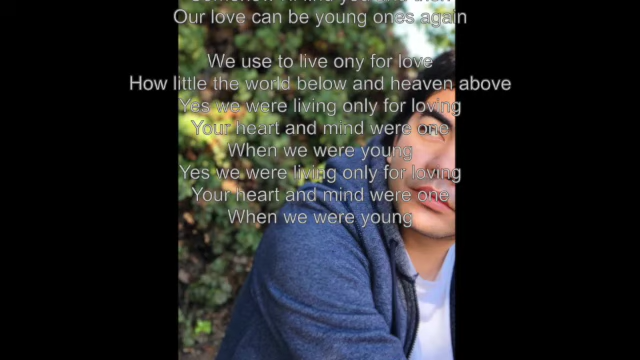 Our love can be young ones again
We use to live ony for love
How little the world below and heaven above
Yes we were living only for loving
Your heart and mind were one
When we were young
Yes we were living only for loving
Your heart and mind were one
When we were young